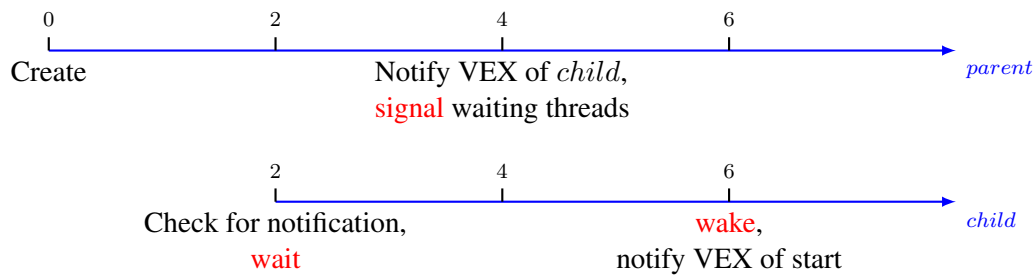 0 2 4 6
parent
Create Notify VEX of child,
signal waiting threads
2 4 6
child
Check for notification, wake,
wait notify VEX of start